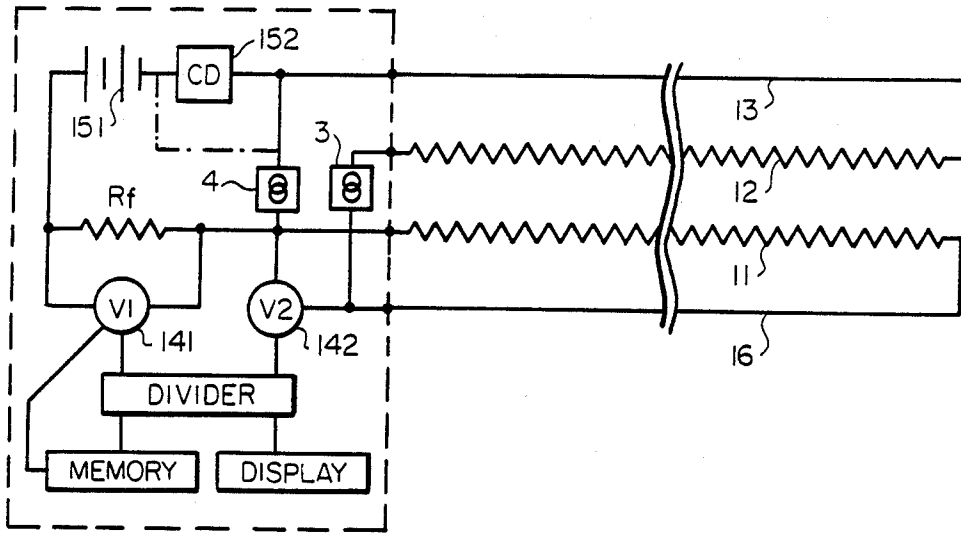 152
CD
151
13
3
4
12
Rf
11
V1
V2
141
142
16
DIVIDER
MEMORY
DISPLAY